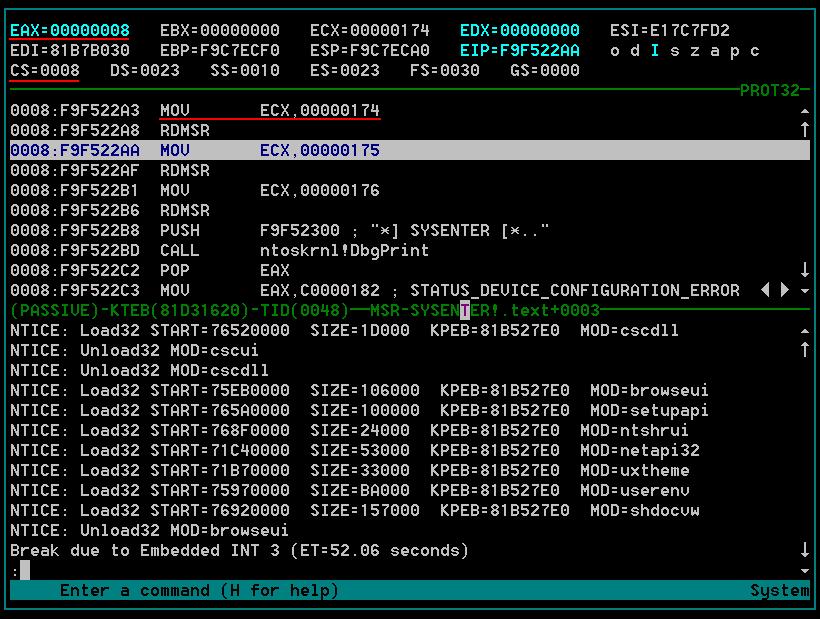 EAX=00000008   EBX=00000000   ECX=00000174   EDX=00000000   ESI=E17C7FD2
EDI=81B7B030   EBP=F9C7ECF0   ESP=F9C7ECA0   EIP=F9F522AA   o d I s z a p c
CS=0008   DS=0023   SS=0010   ES=0023   FS=0030   GS=0000
PROT32
0008:F9F522A3  MOV       ECX,00000174
0008:F9F522A8  RDMSR
0008:F9F522AA  MOV       ECX,00000175
0008:F9F522AF  RDMSR
0008:F9F522B1  MOV       ECX,00000176
0008:F9F522B6  RDMSR
0008:F9F522B8  PUSH      F9F52300 ; "*] SYSENTER [*.."
0008:F9F522BD  CALL      ntoskrnl!DbgPrint
0008:F9F522C2  POP       EAX
0008:F9F522C3  MOV       EAX,C0000182 ; STATUS_DEVICE_CONFIGURATION_ERROR
(PASSIVE)-KTEB(81D31620)-TID(0048)—MSR-SYSENTER!.text+0003
NTICE: Load32 START=76520000  SIZE=1D000  KPEB=81B527E0  MOD=cscdll
NTICE: Unload32 MOD=cscui
NTICE: Unload32 MOD=cscdll
NTICE: Load32 START=75EB0000  SIZE=106000  KPEB=81B527E0  MOD=browseui
NTICE: Load32 START=765A0000  SIZE=100000  KPEB=81B527E0  MOD=setupapi
NTICE: Load32 START=768F0000  SIZE=24000  KPEB=81B527E0  MOD=ntshrui
NTICE: Load32 START=71C40000  SIZE=53000  KPEB=81B527E0  MOD=netapi32
NTICE: Load32 START=71B70000  SIZE=33000  KPEB=81B527E0  MOD=uxtheme
NTICE: Load32 START=75970000  SIZE=BA000  KPEB=81B527E0  MOD=userenv
NTICE: Load32 START=76920000  SIZE=157000  KPEB=81B527E0  MOD=shdocvw
NTICE: Unload32 MOD=browseui
Break due to Embedded INT 3 (ET=52.06 seconds)
:
Enter a command (H for help)   System